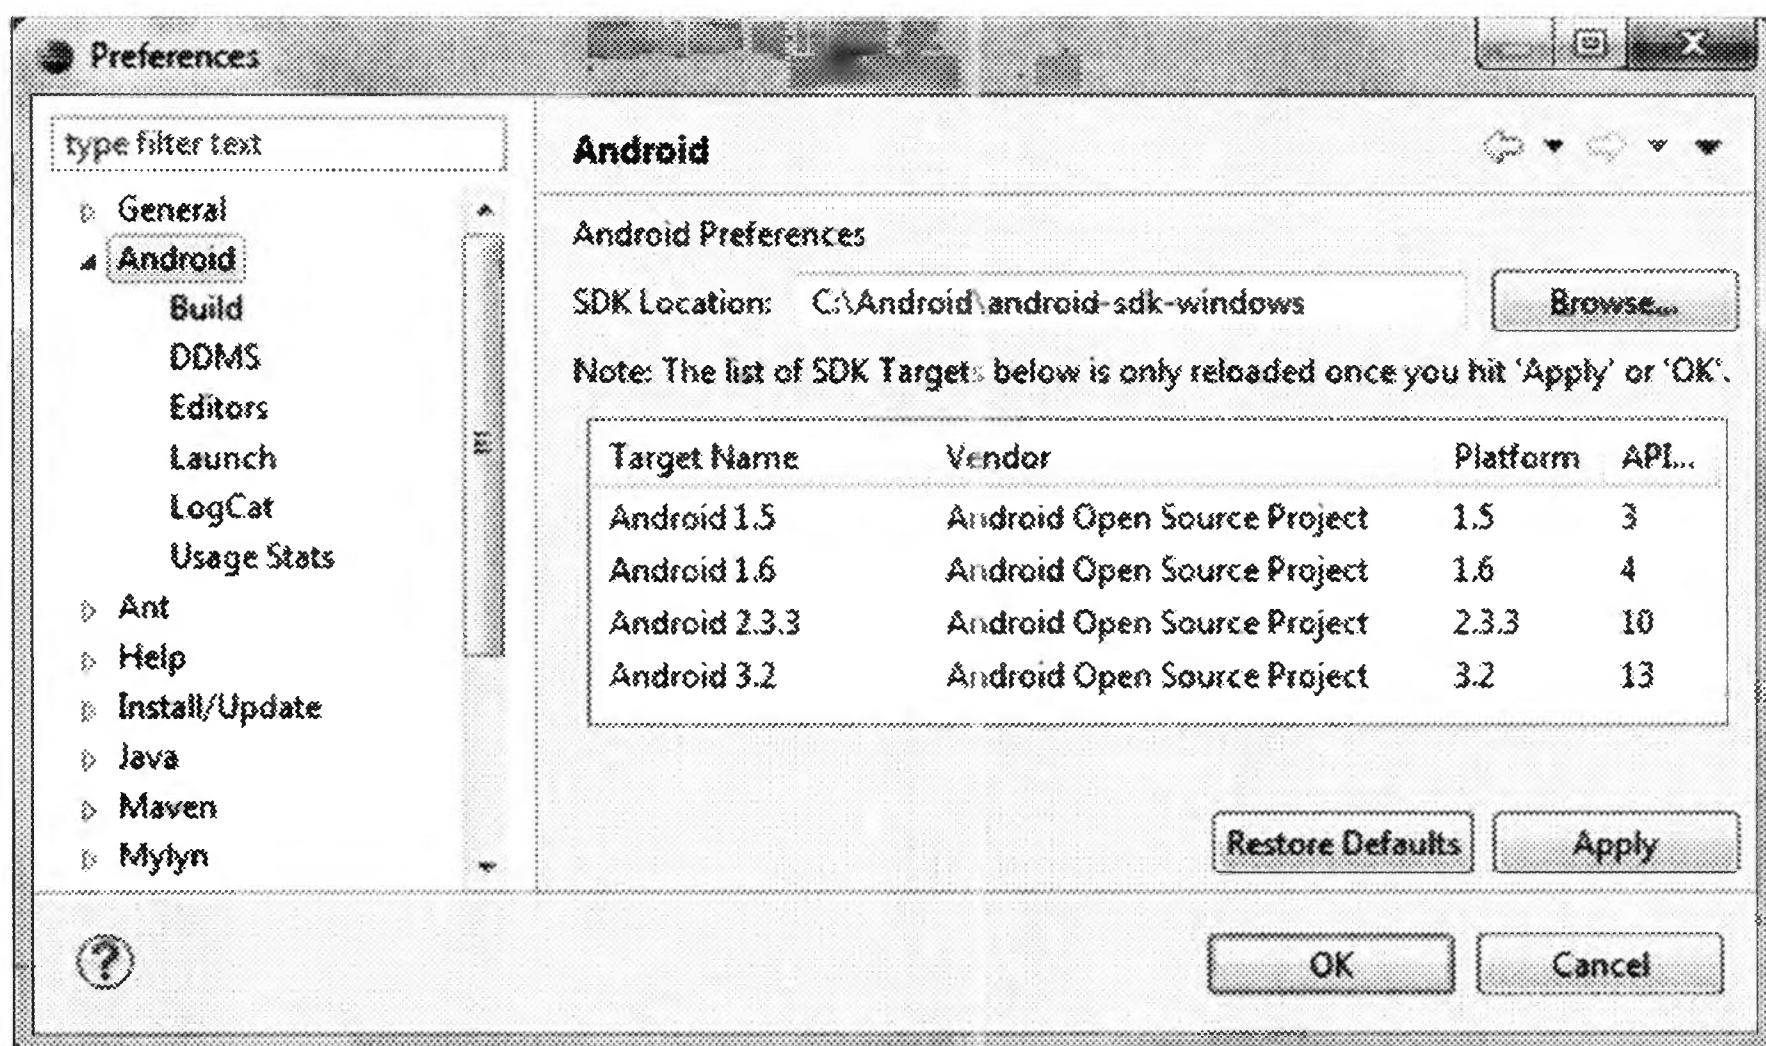 Preferences
type filter text
General
Android
Build
DDMS
Editors
Launch
LogCat
Usage Stats
Ant
Help
Install/Update
Java
Maven
Mylyn
Android
Android Preferences
SDK Location: C:\Android\android-sdk-windows Browse...
Note: The list of SDK Targets below is only reloaded once you hit 'Apply' or 'OK'.
Target Name Vendor Platform API...
Android 1.5 Android Open Source Project 1.5 3
Android 1.6 Android Open Source Project 1.6 4
Android 2.3.3 Android Open Source Project 2.3.3 10
Android 3.2 Android Open Source Project 3.2 13
Restore Defaults Apply
? OK Cancel